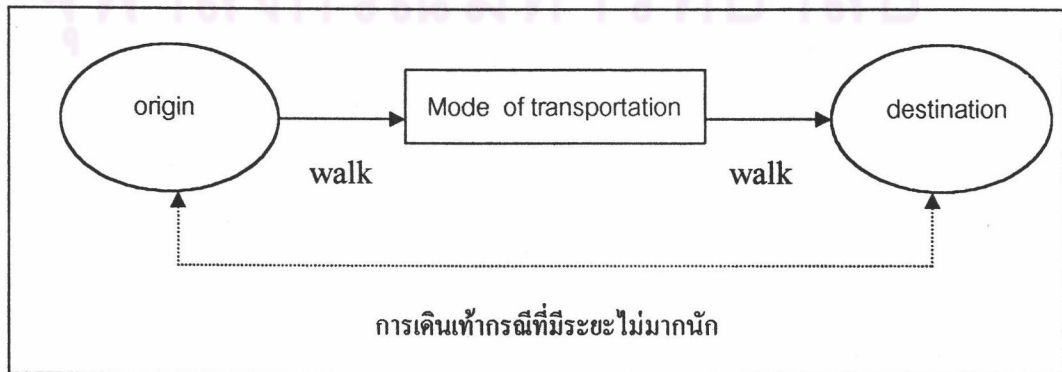 origin
Mode of transportation
destination
walk
walk
การเดินเท้ากรณีที่มีระยะไม่มากนัก